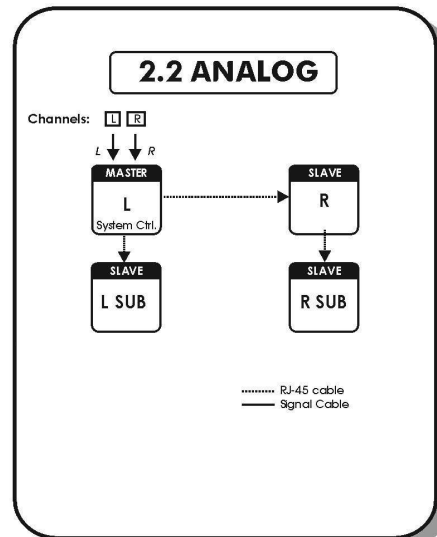 2.2 ANALOG
Channels: L R
L R
MASTER
L
System Ctrl.
SLAVE
R
SLAVE
L SUB
SLAVE
R SUB
RJ-45 cable
Signal Cable